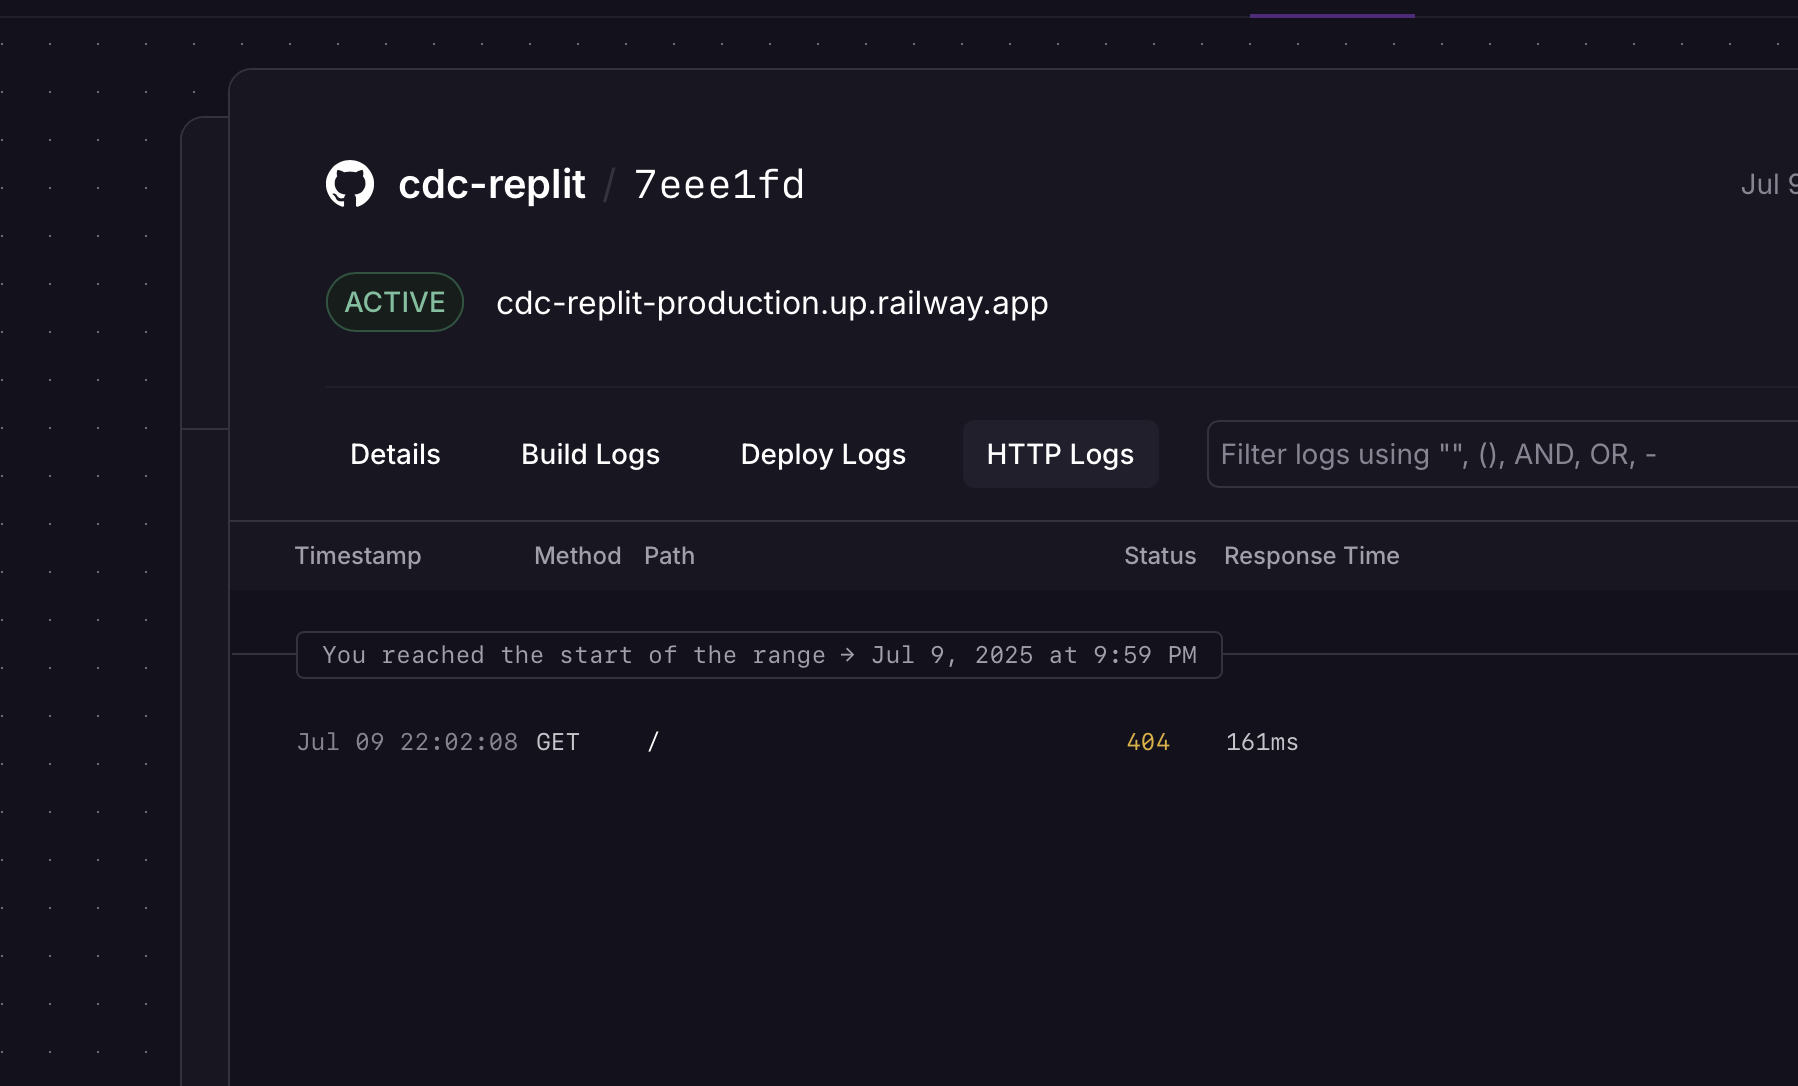 cdc-replit / 7eee1fd
Jul 9
ACTIVE cdc-replit-production.up.railway.app
Details Build Logs Deploy Logs HTTP Logs Filter logs using "", (), AND, OR, -
Timestamp Method Path Status Response Time
You reached the start of the range → Jul 9, 2025 at 9:59 PM
Jul 09 22:02:08 GET / 404 161ms